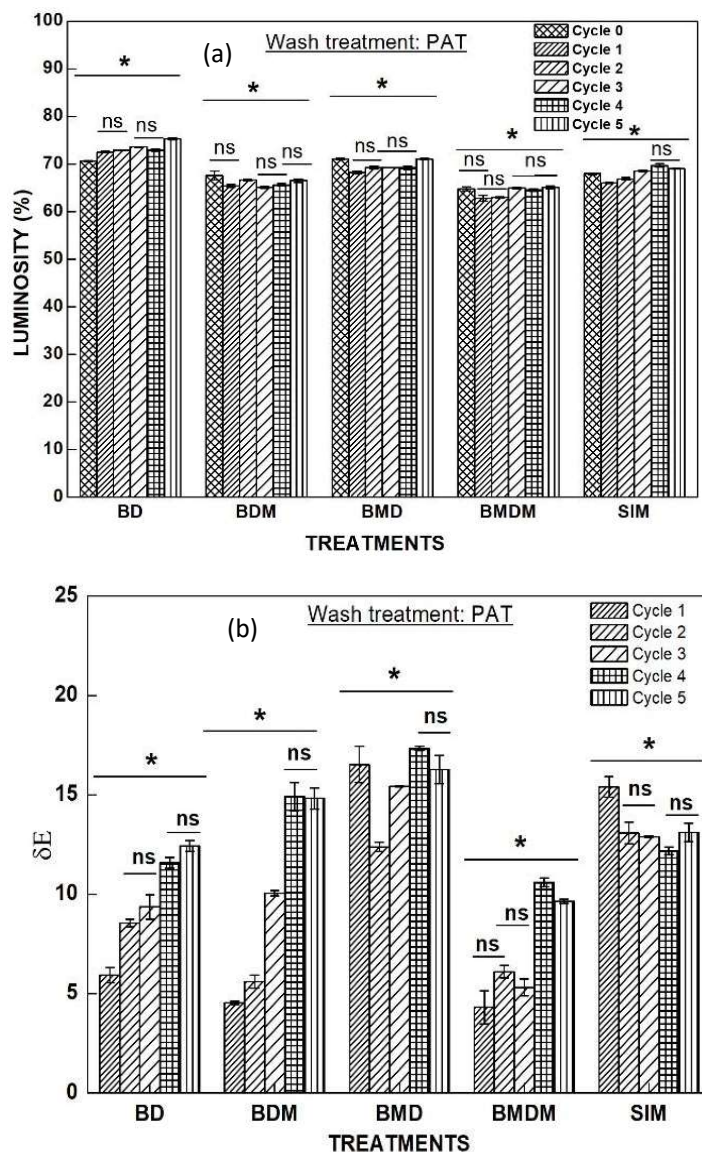 (a)
Wash treatment: PAT
Cycle 0
Cycle 1
Cycle 2
Cycle 3
Cycle 4
Cycle 5
LUMINOSITY (%)
100
90
80
70
60
50
40
30
20
10
0
* * * * *
ns ns ns ns ns ns ns ns ns ns ns ns
BD BDM BMD BMDM SIM
TREATMENTS
(b)
Wash treatment: PAT
Cycle 1
Cycle 2
Cycle 3
Cycle 4
Cycle 5
δE
25
20
15
10
5
0
* * * * *
ns ns ns ns ns ns ns ns
BD BDM BMD BMDM SIM
TREATMENTS